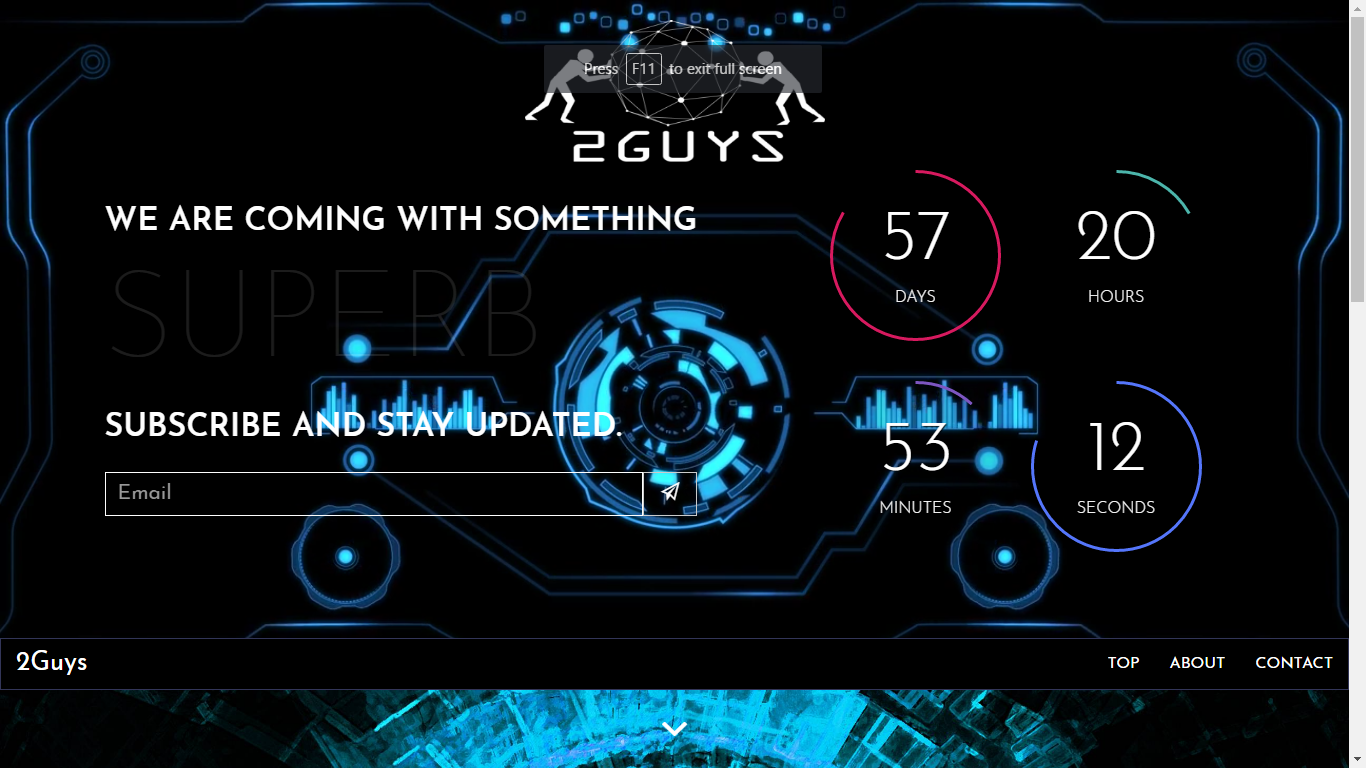 Press F11 to exit full screen
2GUYS
WE ARE COMING WITH SOMETHING
SUPERB
SUBSCRIBE AND STAY UPDATED.
Email
57
DAYS
20
HOURS
53
MINUTES
12
SECONDS
2Guys
TOP ABOUT CONTACT